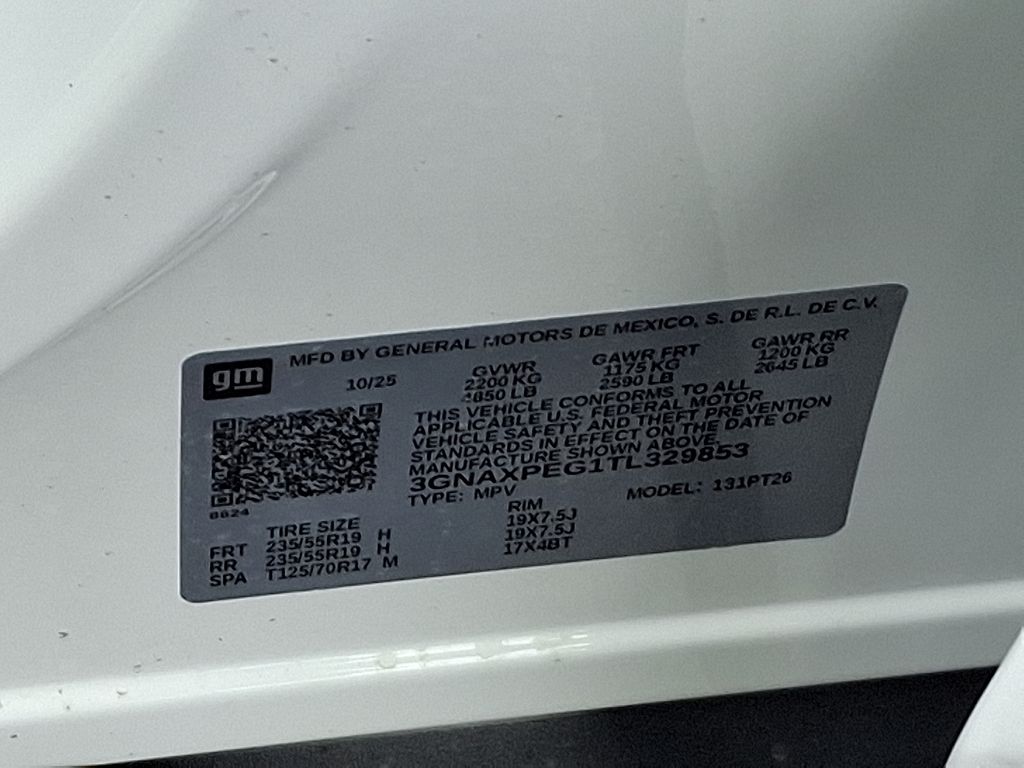 MFD BY GENERAL MOTORS DE MEXICO, S. DE R.L. DE C.V.
gm
10/25
GVWR GAWR FRT GAWR RR
2200 KG 1175 KG 1200 KG
4850 LB 2590 LB 2645 LB
THIS VEHICLE CONFORMS TO ALL
APPLICABLE U.S. FEDERAL MOTOR
VEHICLE SAFETY AND THEFT PREVENTION
STANDARDS IN EFFECT ON THE DATE OF
MANUFACTURE SHOWN ABOVE.
3GNAXPEG1TL329853
TYPE: MPV MODEL: 131PT26
8824
TIRE SIZE RIM
FRT 235/55R19 H 19X7.5J
RR 235/55R19 H 19X7.5J
SPA T125/70R17 M 17X4BT